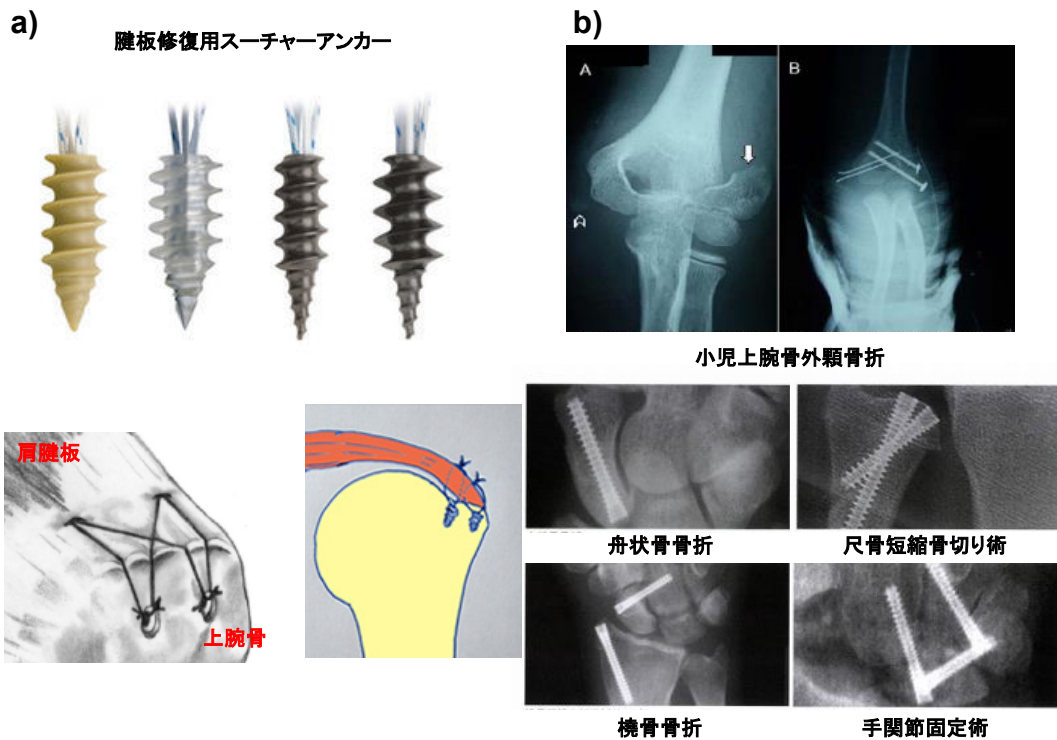 a)
腱板修復用スーチャーアンカー
b)
A
B
小児上腕骨外顆骨折
肩腱板
上腕骨
舟状骨骨折
尺骨短縮骨切り術
橈骨骨折
手関節固定術